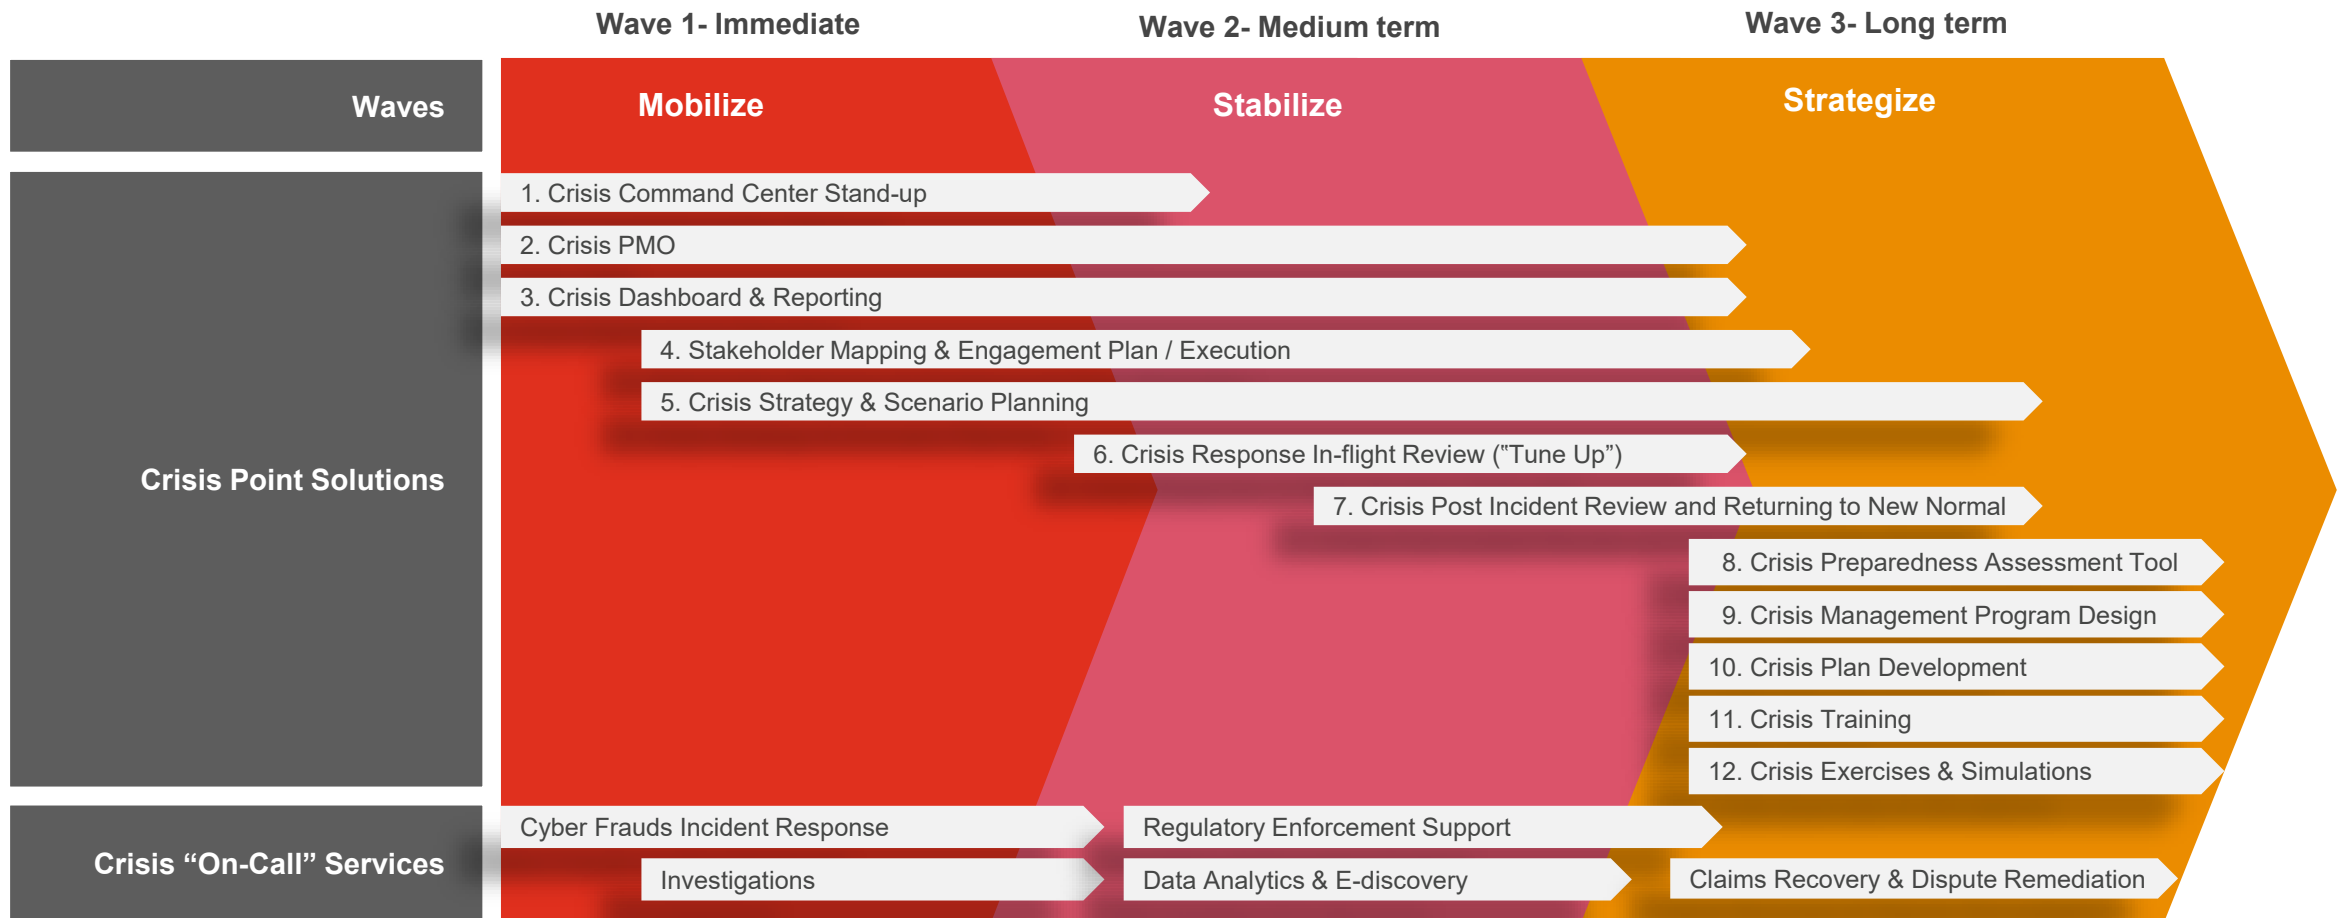 Wave 1- Immediate
Wave 2- Medium term
Wave 3- Long term
Waves
Mobilize
Stabilize
Strategize
Crisis Point Solutions
1. Crisis Command Center Stand-up
2. Crisis PMO
3. Crisis Dashboard & Reporting
4. Stakeholder Mapping & Engagement Plan / Execution
5. Crisis Strategy & Scenario Planning
6. Crisis Response In-flight Review ("Tune Up”)
7. Crisis Post Incident Review and Returning to New Normal
8. Crisis Preparedness Assessment Tool
9. Crisis Management Program Design
10. Crisis Plan Development
11. Crisis Training
12. Crisis Exercises & Simulations
Crisis “On-Call” Services
Cyber Frauds Incident Response
Regulatory Enforcement Support
Investigations
Data Analytics & E-discovery
Claims Recovery & Dispute Remediation